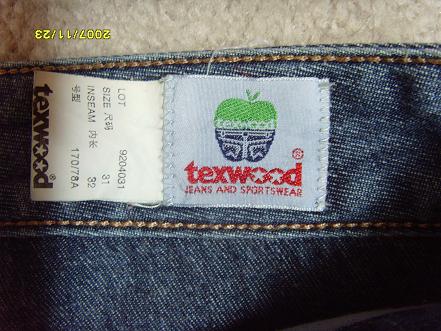 2007/11/23
texwood
LOT 9204031
SIZE 尺码 31
INSEAM 内长 32
号型 170/78A
texwood
texwood®
JEANS AND SPORTSWEAR